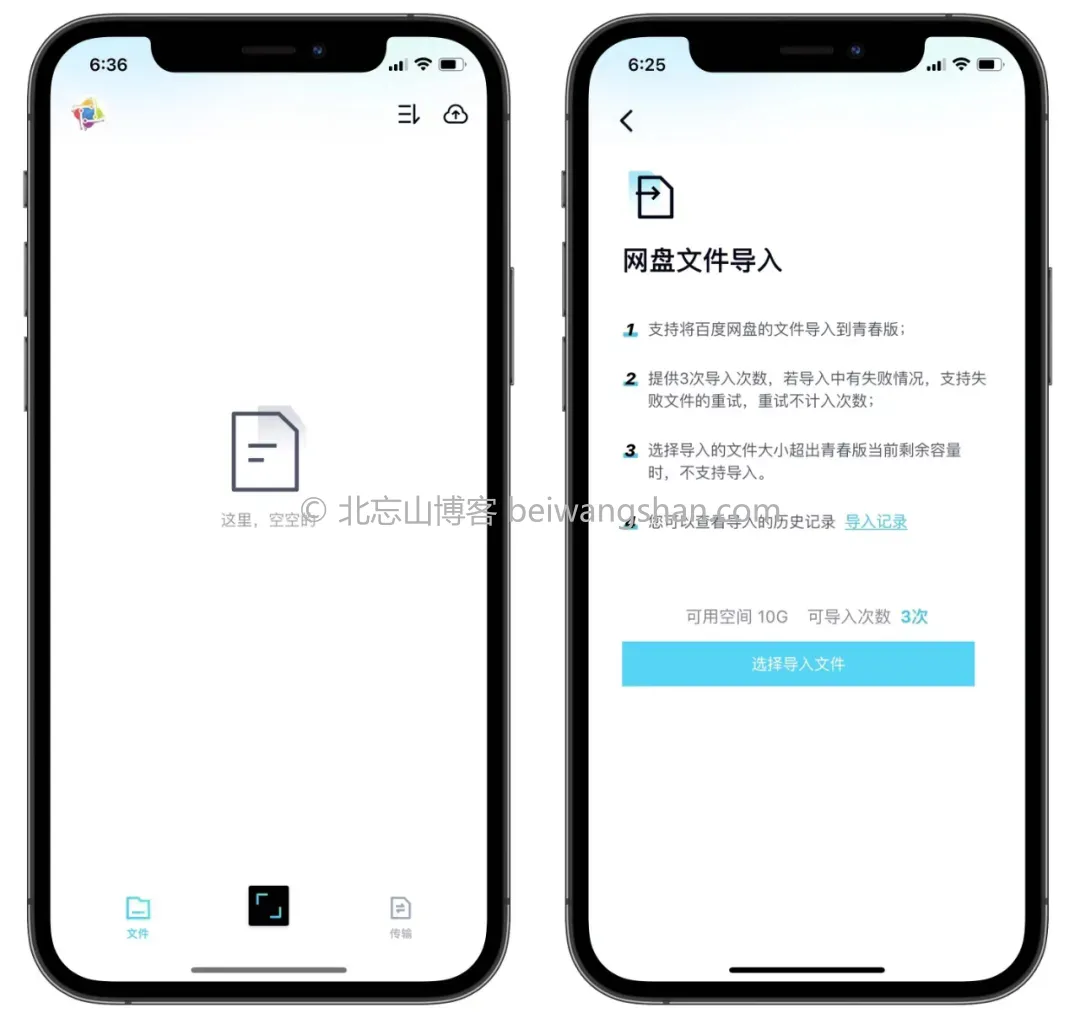 6:36
这里，空空的
文件
传输
6:25
网盘文件导入
1 支持将百度网盘的文件导入到青春版；
2 提供3次导入次数，若导入中有失败情况，支持失
败文件的重试，重试不计入次数；
3 选择导入的文件大小超出青春版当前剩余容量
时，不支持导入。
4 您可以查看导入的历史记录 导入记录
可用空间 10G 可导入次数 3次
选择导入文件
© 北忘山博客 beiwangshan.com